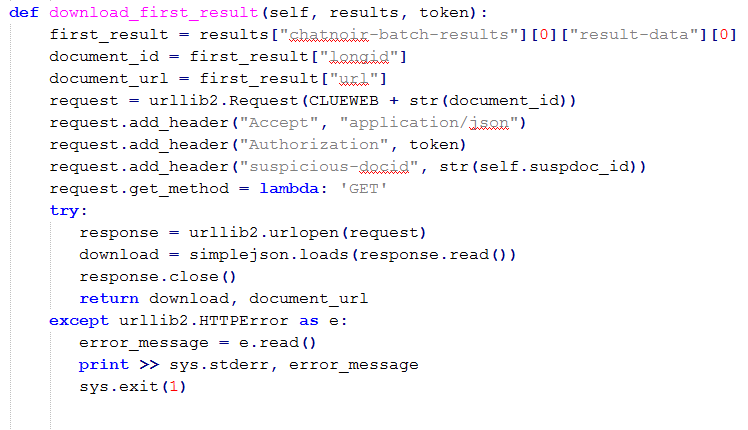 def download_first_result(self, results, token):
    first_result = results["chatnoir-batch-results"][0]["result-data"][0]
    document_id = first_result["longid"]
    document_url = first_result["url"]
    request = urllib2.Request(CLUEWEB + str(document_id))
    request.add_header("Accept", "application/json")
    request.add_header("Authorization", token)
    request.add_header("suspicious-docid", str(self.suspdoc_id))
    request.get_method = lambda: 'GET'
    try:
       response = urllib2.urlopen(request)
       download = simplejson.loads(response.read())
       response.close()
       return download, document_url
    except urllib2.HTTPError as e:
       error_message = e.read()
       print >> sys.stderr, error_message
       sys.exit(1)